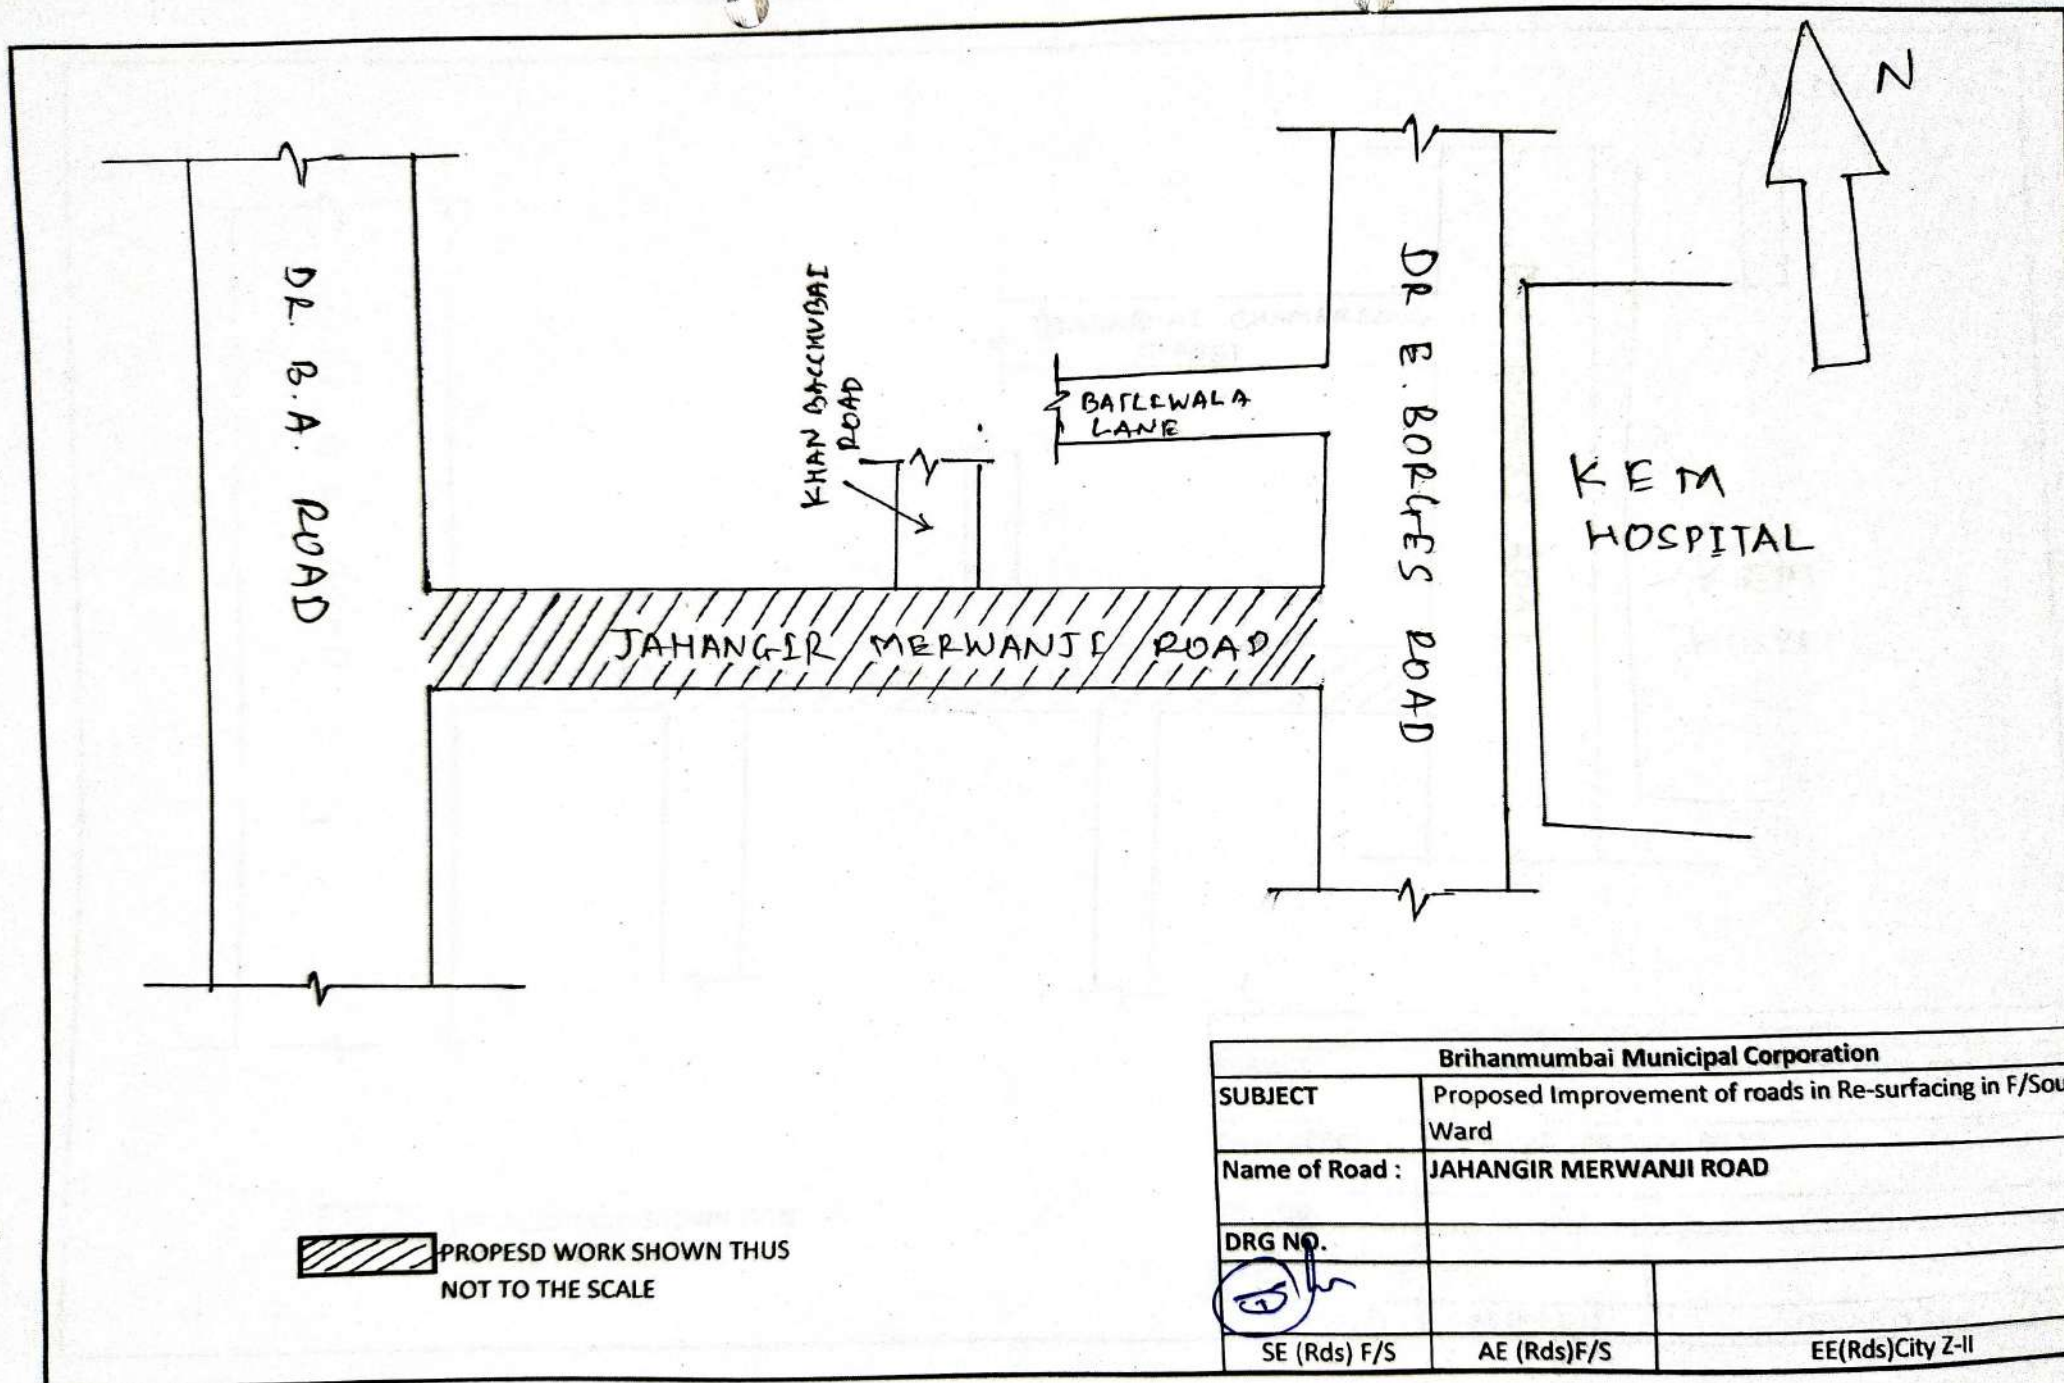 N
DR. B.A. ROAD
KHAN BACCHUBAI
ROAD
BATLEWALA
LANE
DR E. BORGES ROAD
KEM
HOSPITAL
JAHANGIR MERWANJI ROAD
PROPESD WORK SHOWN THUS
NOT TO THE SCALE
Brihanmumbai Municipal Corporation
SUBJECT Proposed Improvement of roads in Re-surfacing in F/Sou
Ward
Name of Road : JAHANGIR MERWANJI ROAD
DRG NO.
SE (Rds) F/S AE (Rds)F/S EE(Rds)City Z-II